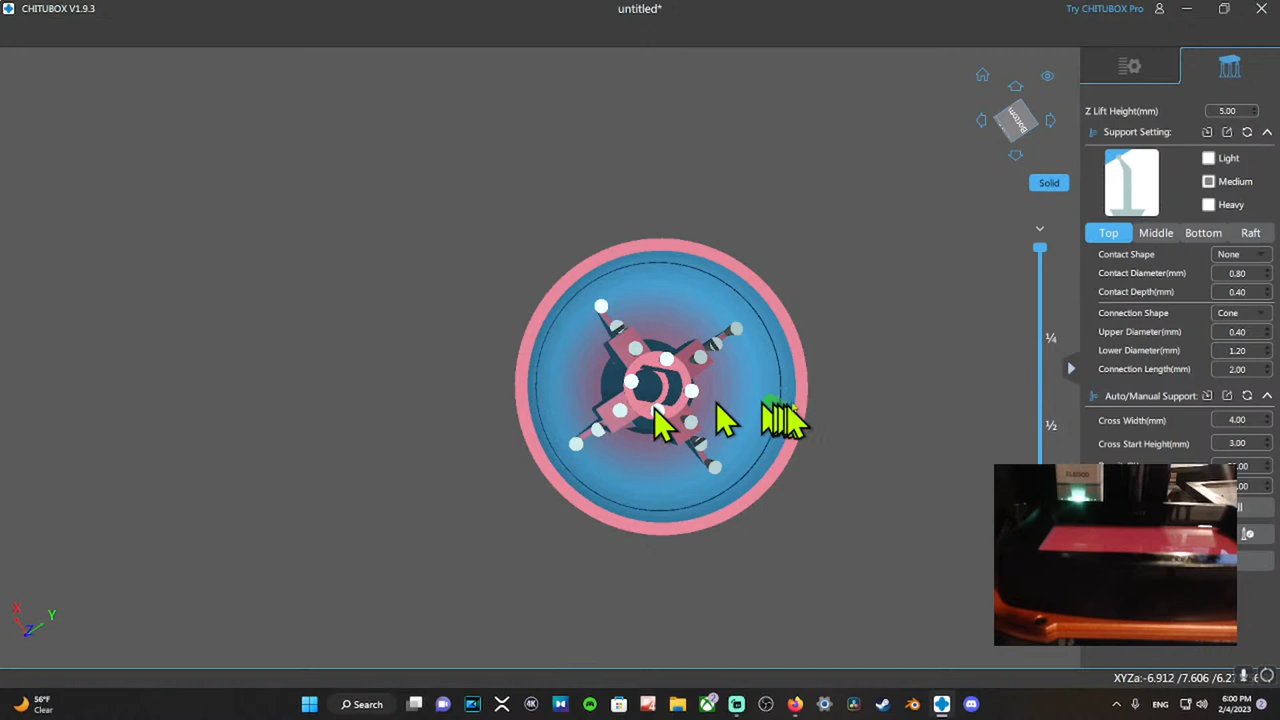 CHITUBOX V1.9.3
untitled*
Try CHITUBOX Pro
Bottom
Solid
Z Lift Height(mm) 5.00
Support Setting:
Light
Medium
Heavy
Top Middle Bottom Raft
Contact Shape None
Contact Diameter(mm) 0.80
Contact Depth(mm) 0.40
Connection Shape Cone
Upper Diameter(mm) 0.40
Lower Diameter(mm) 1.20
Connection Length(mm) 2.00
Auto/Manual Support:
Cross Width(mm) 4.00
Cross Start Height(mm) 3.00
¼
½
ELEGOO
X
Y
Z
XYZa:-6.912 /7.606 /6.2
56°F
Clear
Search
ENG
6:00 PM
2/4/2023